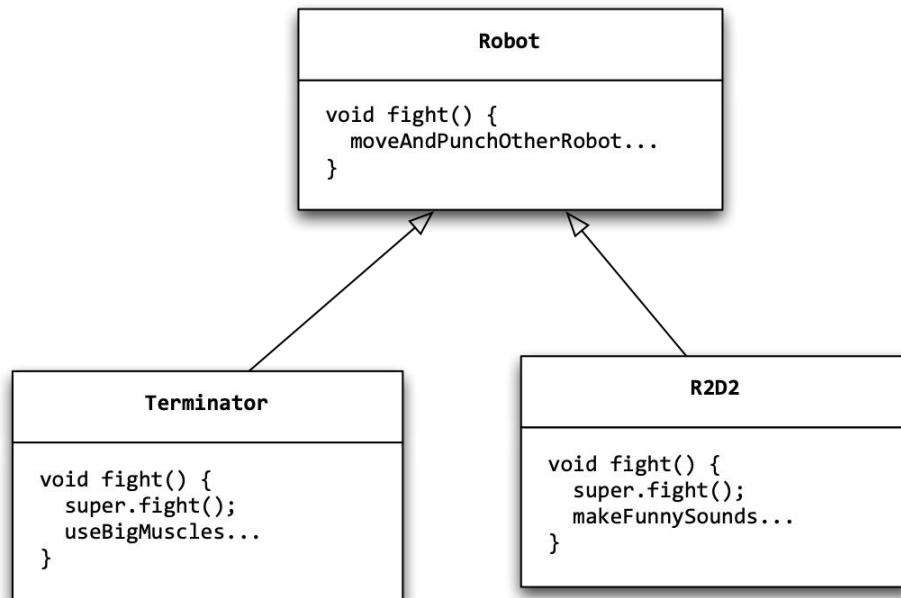 Robot
void fight() {
  moveAndPunchOtherRobot...
}
Terminator
void fight() {
  super.fight();
  useBigMuscles...
}
R2D2
void fight() {
  super.fight();
  makeFunnySounds...
}